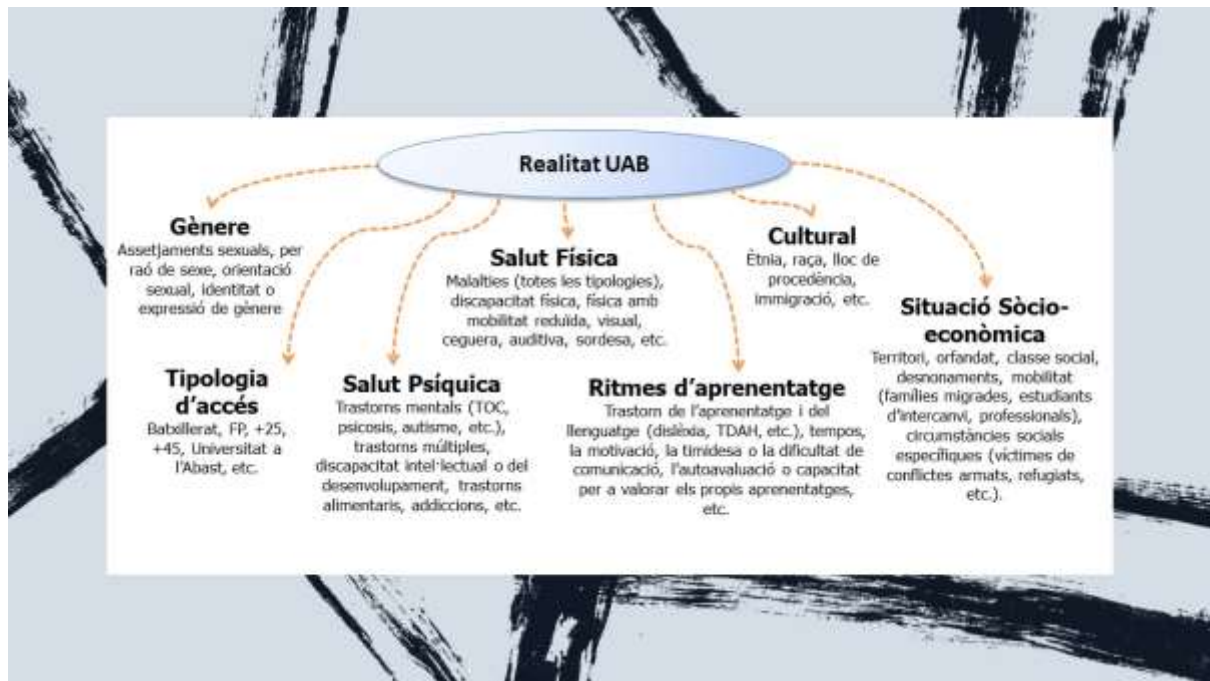 Realitat UAB
Gènere
Assetjaments sexuals, per
raó de sexe, orientació
sexual, identitat o
expressió de gènere
Tipologia
d'accés
Batxillerat, FP, +25,
+45, Universitat a
l'Abast, etc.
Salut Psíquica
Trastorns mentals (TOC,
psicosis, autisme, etc.),
trastorns múltiples,
discapacitat intel·lectual o del
desenvolupament, trastorns
alimentaris, addiccions, etc.
Salut Física
Malalties (totes les tipologies),
discapacitat física, física amb
mobilitat reduïda, visual,
ceguera, auditiva, sordesa, etc.
Ritmes d'aprenentatge
Trastorn de l'aprenentatge i del
llenguatge (dislèxia, TDAH, etc.), tempos,
la motivació, la timidesa o la dificultat de
comunicació, l'autoavaluació o capacitat
per a valorar els propis aprenentatges,
etc.
Cultural
Ètnia, raça, lloc de
procedència,
immigració, etc.
Situació Sòcio-
econòmica
Territori, orfandat, classe social,
desnonaments, mobilitat
(famílies migrades, estudiants
d'intercanvi, professionals),
circumstàncies socials
específiques (víctimes de
conflictes armats, refugiats,
etc.).